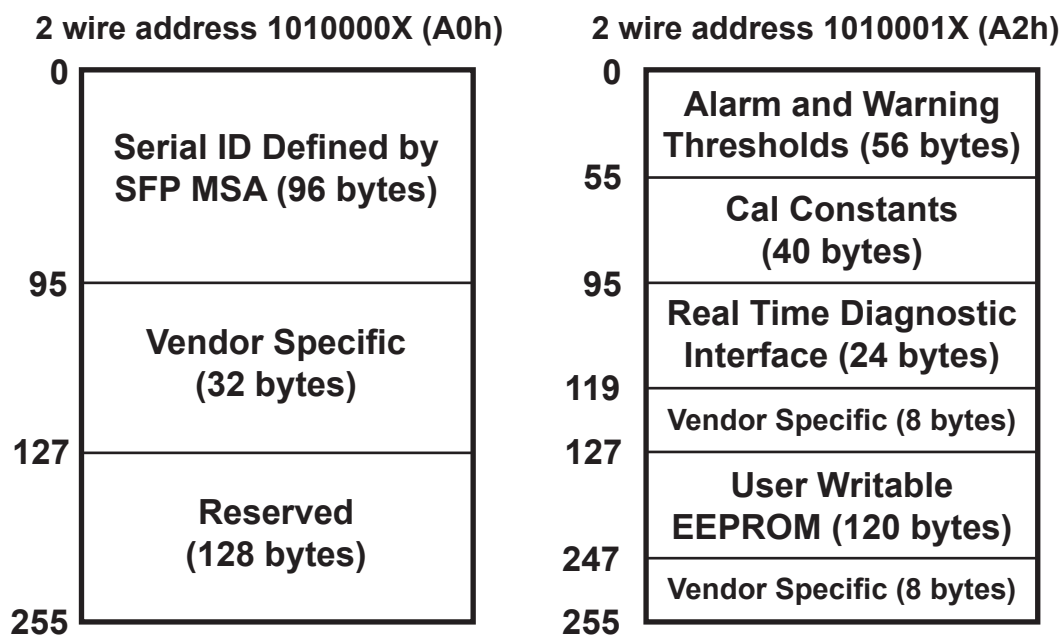 2 wire address 1010000X (A0h)
0
Serial ID Defined by
SFP MSA (96 bytes)
95
Vendor Specific
(32 bytes)
127
Reserved
(128 bytes)
255
2 wire address 1010001X (A2h)
0
Alarm and Warning
Thresholds (56 bytes)
55
Cal Constants
(40 bytes)
95
Real Time Diagnostic
Interface (24 bytes)
119
Vendor Specific (8 bytes)
127
User Writable
EEPROM (120 bytes)
247
Vendor Specific (8 bytes)
255